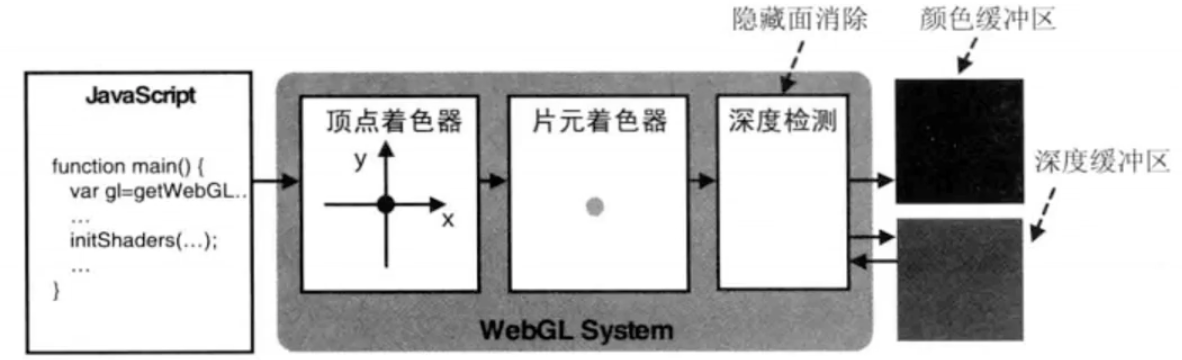 隐藏面消除
颜色缓冲区
JavaScript
function main() {
var gl=getWebGL..
...
initShaders(...);
...
}
顶点着色器
y
x
片元着色器
深度检测
深度缓冲区
WebGL System